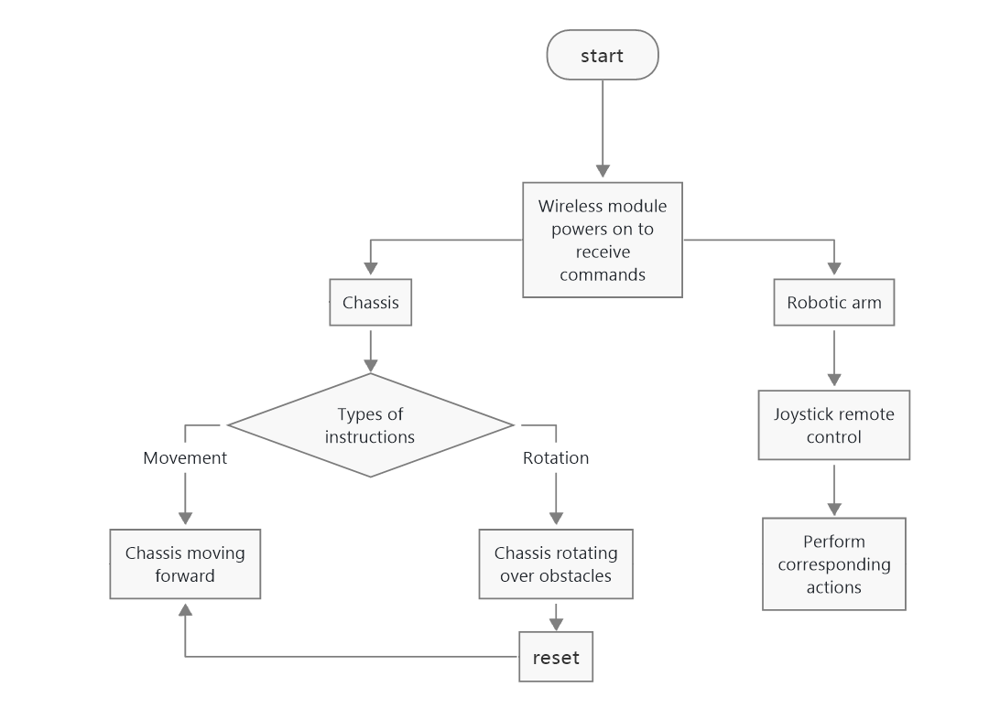 start
Wireless module
powers on to
receive
commands
Chassis
Robotic arm
Types of
instructions
Joystick remote
control
Movement
Rotation
Chassis moving
forward
Chassis rotating
over obstacles
Perform
corresponding
actions
reset